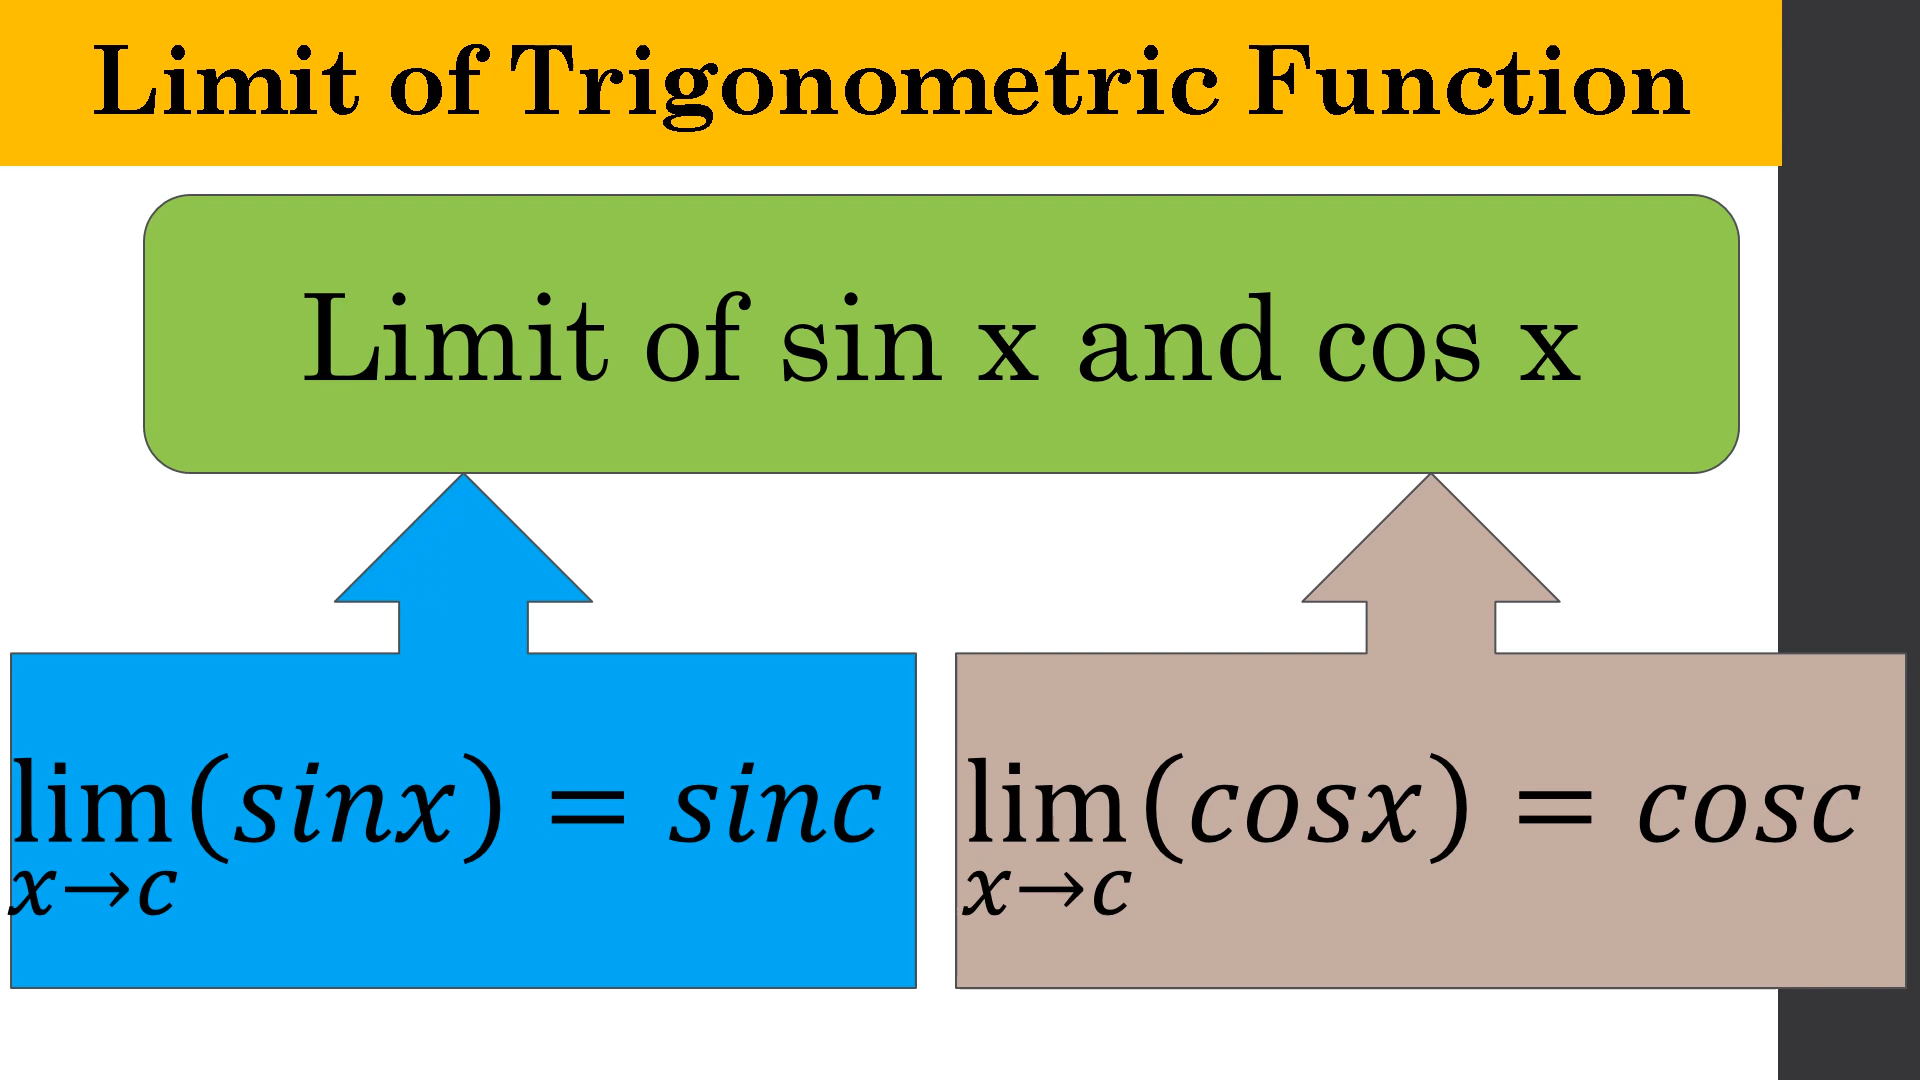 Limit of Trigonometric Function
Limit of sin x and cos x
lim(sinx) = sinc
x→c
lim(cosx) = cosc
x→c